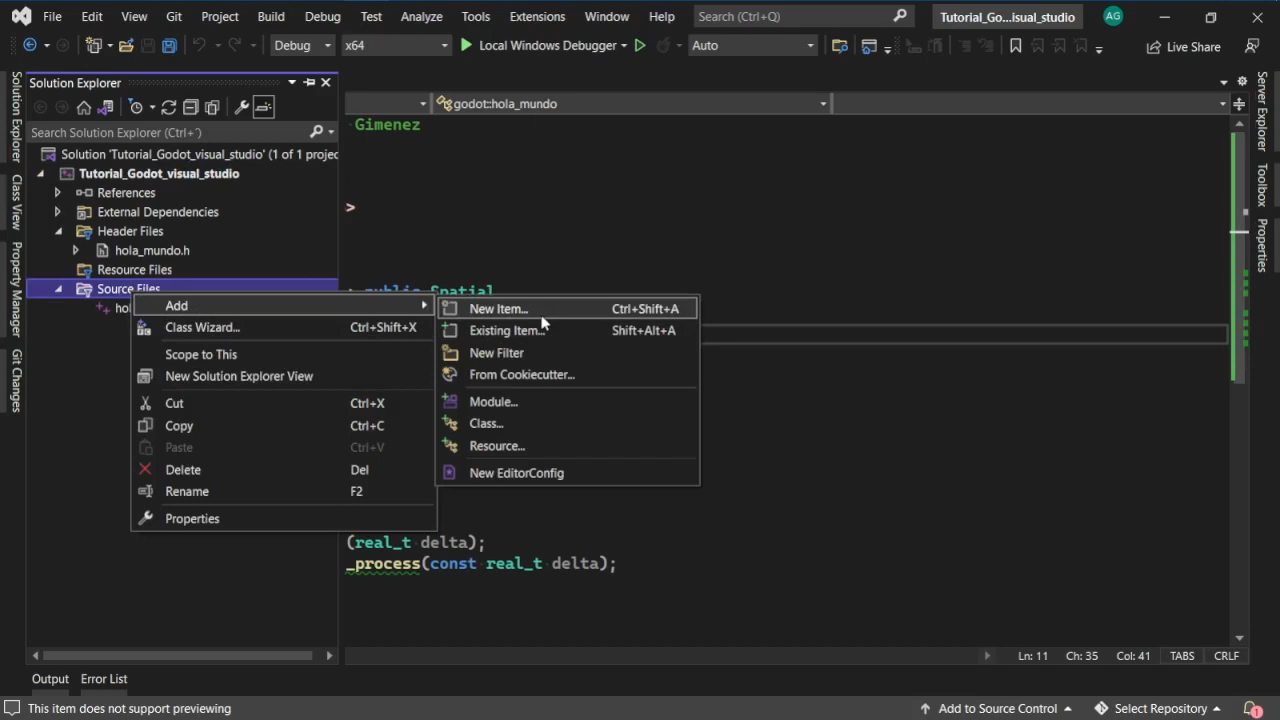 File Edit View Git Project Build Debug Test Analyze Tools Extensions Window Help Search (Ctrl+Q) Tutorial_Go...isual_studio AG
Debug x64 Local Windows Debugger Auto Live Share
Solution Explorer
godot::hola_mundo
Gimenez
Search Solution Explorer (Ctrl+´)
Solution 'Tutorial_Godot_visual_studio' (1 of 1 projec
Tutorial_Godot_visual_studio
References
External Dependencies
Header Files
hola_mundo.h
Resource Files
Source Files
ho
>
: public Spatial
Add
Class Wizard... Ctrl+Shift+X
Scope to This
New Solution Explorer View
Cut Ctrl+X
Copy Ctrl+C
Paste Ctrl+V
Delete Del
Rename F2
Properties
New Item... Ctrl+Shift+A
Existing Item... Shift+Alt+A
New Filter
From Cookiecutter...
Module...
Class...
Resource...
New EditorConfig
(real_t delta);
_process(const real_t delta);
Solution Explorer
Class View
Property Manager
Git Changes
Server Explorer
Toolbox
Properties
Ln: 11 Ch: 35 Col: 41 TABS CRLF
Output Error List
This item does not support previewing Add to Source Control Select Repository 1